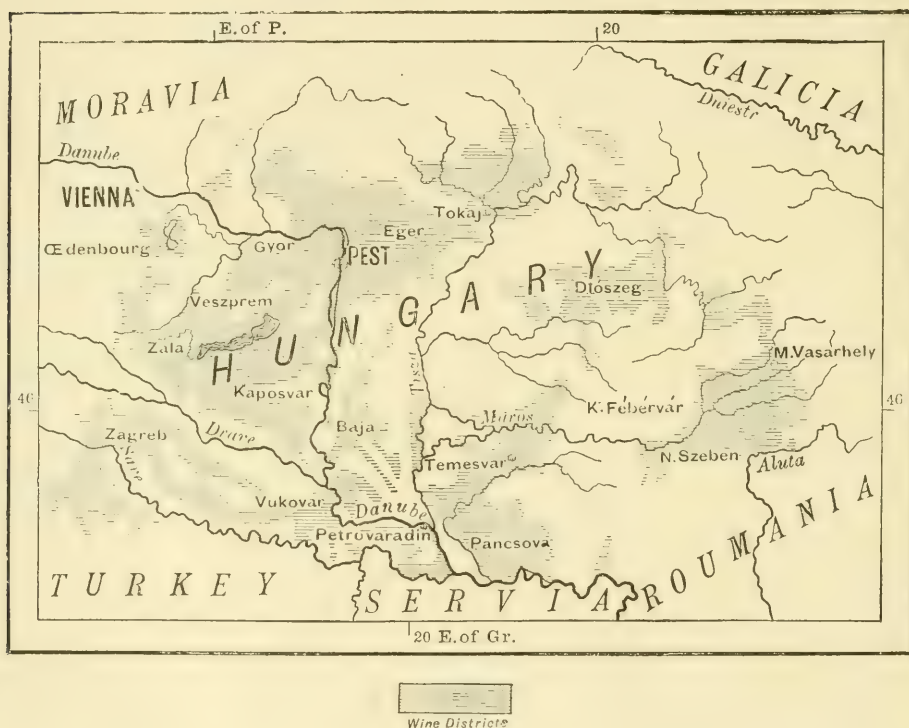 E. of P.
20
GALICIA
Dniestr
MORAVIA
Danube
VIENNA
Tokaj
Œdenbourg
Gyor
Eger
PEST
HUNGARY
Veszprem
Dioszeg
Zala
Tisza
M.Vasarhely
Kaposvar
K.Fébérvár
46
46
Maros
Drave
Baja
Zagreb
Save
Temesvar
N.Szeben
Aluta
Vukovar
Danube
Petrovaradin
Pancsova
ROUMANIA
TURKEY
SERVIA
20 E. of Gr.
Wine Districts